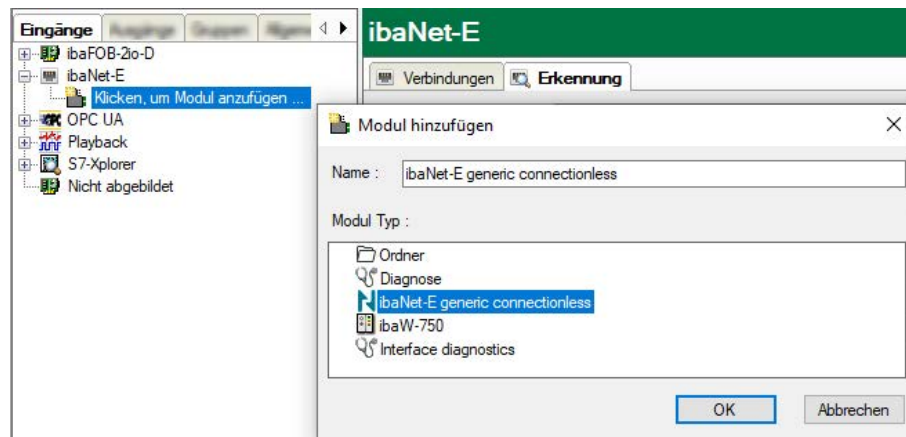 Eingänge
ibaFOB-2io-D
ibaNet-E
Klicken, um Modul anzufügen ...
OPC UA
Playback
S7-Xplorer
Nicht abgebildet
ibaNet-E
Verbindungen Erkennung
Modul hinzufügen
Name : ibaNet-E generic connectionless
Modul Typ :
Ordner
Diagnose
ibaNet-E generic connectionless
ibaW-750
Interface diagnostics
OK Abbrechen